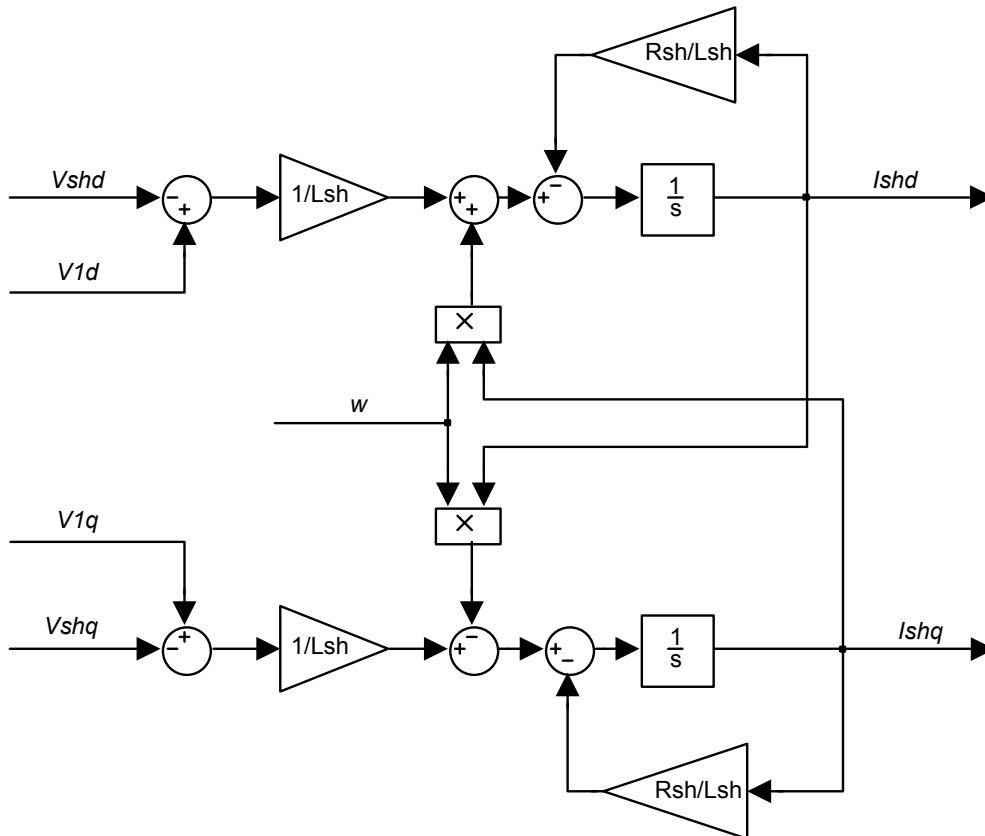 Rsh/Lsh
Vshd
−
+
1/Lsh
+
+
+
−
1
s
Ishd
V1d
×
w
×
V1q
Vshq
−
+
1/Lsh
+
−
+
−
1
s
Ishq
Rsh/Lsh